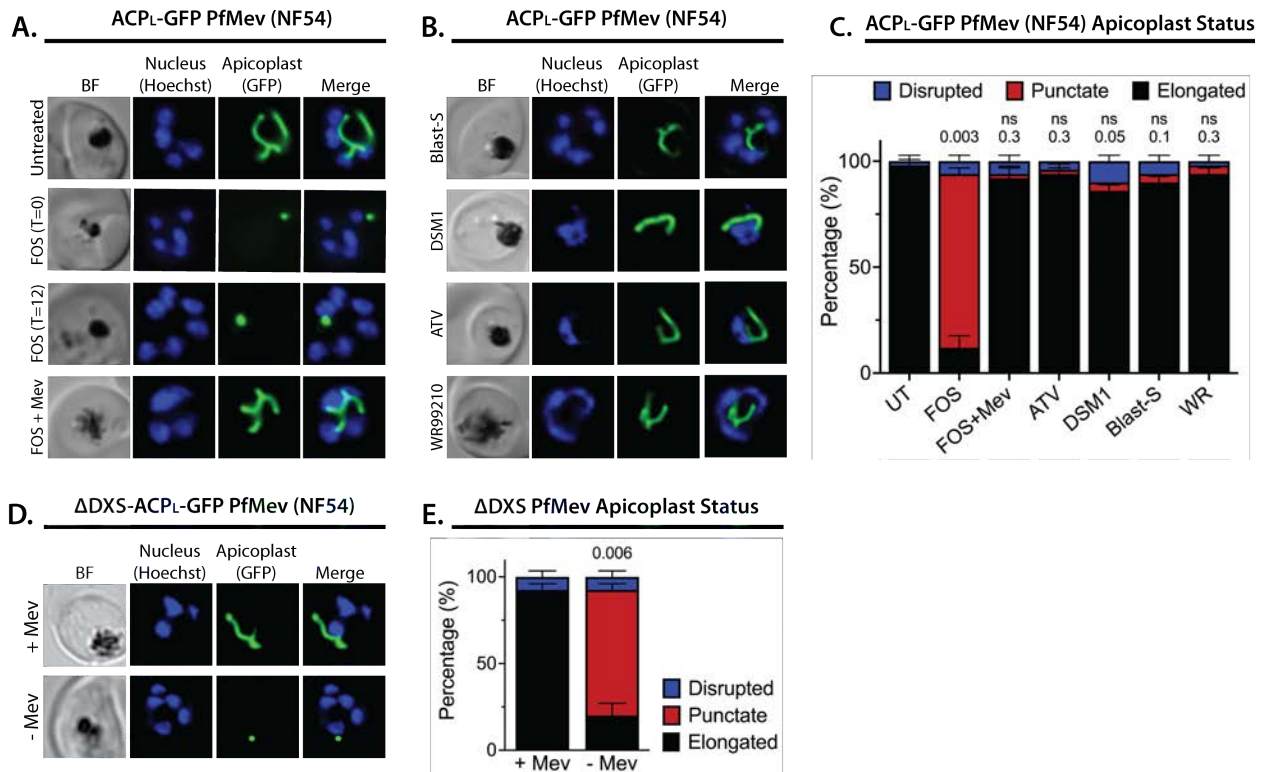 A. ACPL-GFP PfMev (NF54)
Nucleus Apicoplast
BF (Hoechst) (GFP) Merge
Untreated
FOS (T=0)
FOS (T=12)
FOS + Mev
B. ACPL-GFP PfMev (NF54)
Nucleus Apicoplast
BF (Hoechst) (GFP) Merge
Blast-S
DSM1
ATV
WR99210
C. ACPL-GFP PfMev (NF54) Apicoplast Status
Disrupted Punctate Elongated
ns ns ns ns ns
0.003 0.3 0.3 0.05 0.1 0.3
Percentage (%)
100
50
0
UT FOS FOS+Mev ATV DSM1 Blast-S WR
D. ΔDXS-ACPL-GFP PfMev (NF54)
Nucleus Apicoplast
BF (Hoechst) (GFP) Merge
+ Mev
- Mev
E. ΔDXS PfMev Apicoplast Status
0.006
Percentage (%)
100
50
0
+ Mev - Mev
Disrupted
Punctate
Elongated